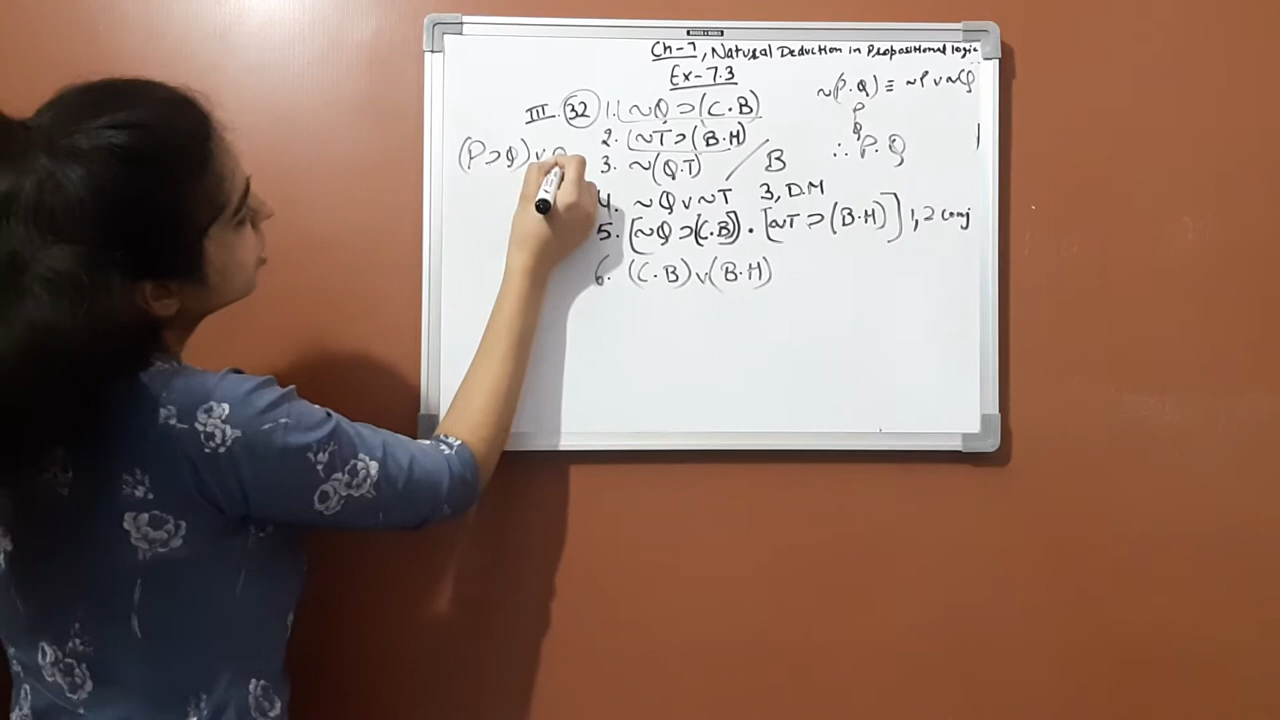 Ch-7, Natural Deduction in Propositional logic
Ex-7.3
III. 32 1. ~Q ⊃ (C • B)
2. (~T ⊃ (B • H)
3. ~(Q • T) / B
4. ~Q v ~T 3, D.M
5. [~Q ⊃ (C • B)] • [~T ⊃ (B • H)] 1, 2 conj
6. (C • B) v (B • H)
(P ⊃ Q) v
~(P • Q) ≡ ~P v ~Q
P
Q
∴ P • Q